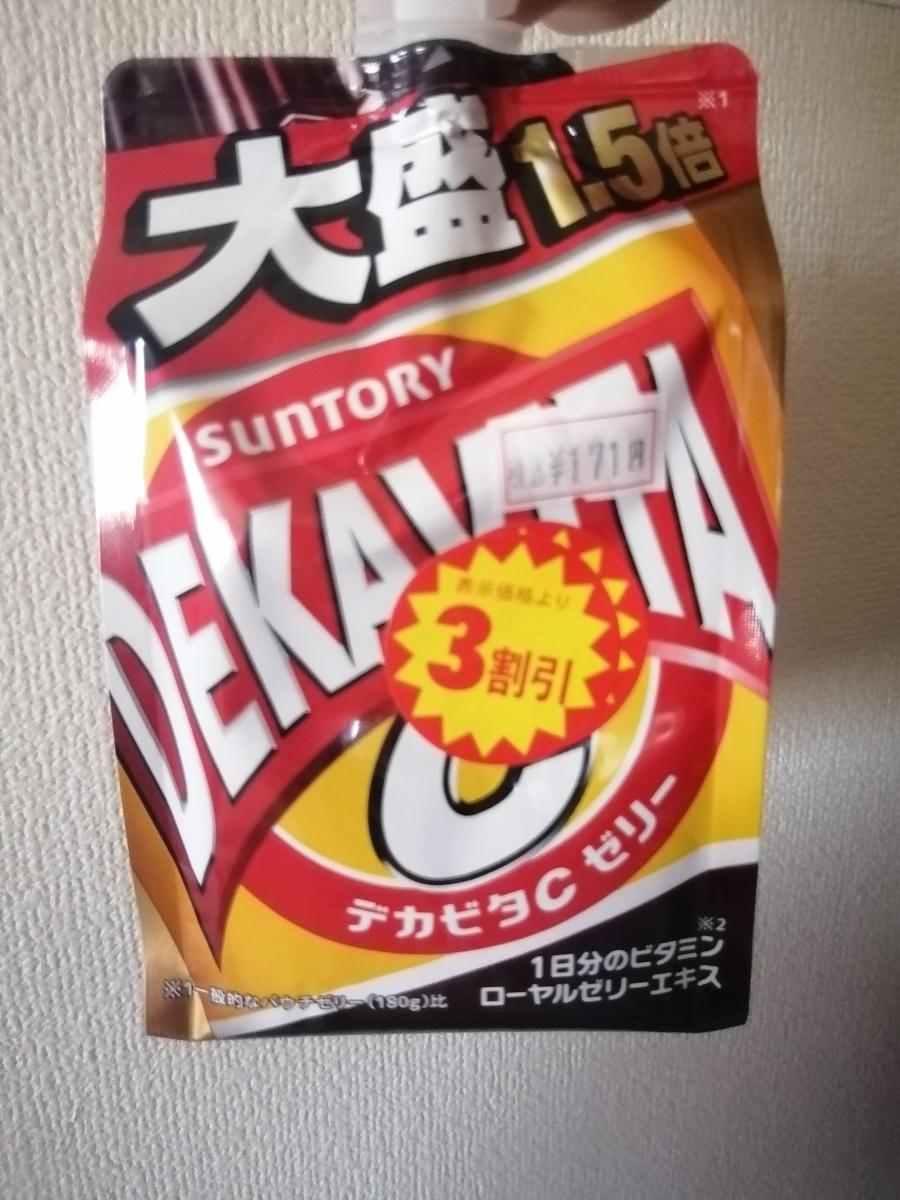 大盛1.5倍※1
SUNTORY
DEKAVITA
税込¥171円
表示価格より
3割引
C
デカビタC ゼリー
※2
1日分のビタミン
ローヤルゼリーエキス
※1一般的なパウチゼリー(180g)比